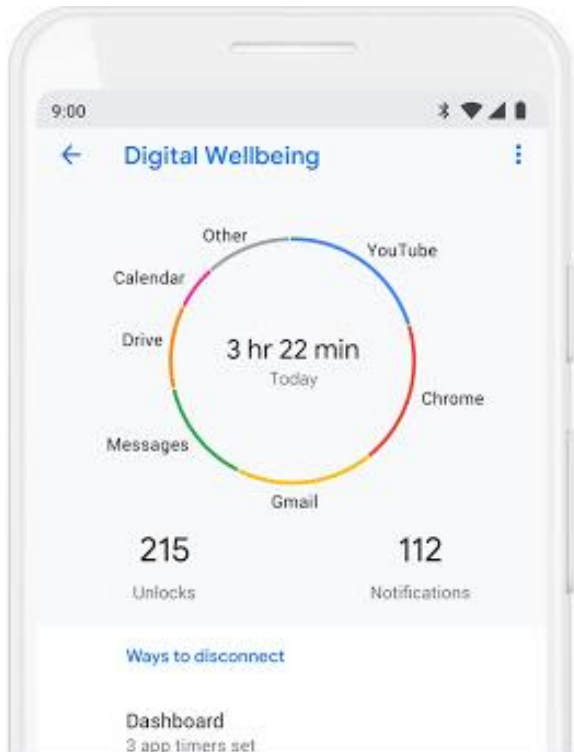 9:00
Digital Wellbeing
Other
YouTube
Calendar
Drive
3 hr 22 min
Today
Chrome
Messages
Gmail
215
112
Unlocks
Notifications
Ways to disconnect
Dashboard
3 app timers set